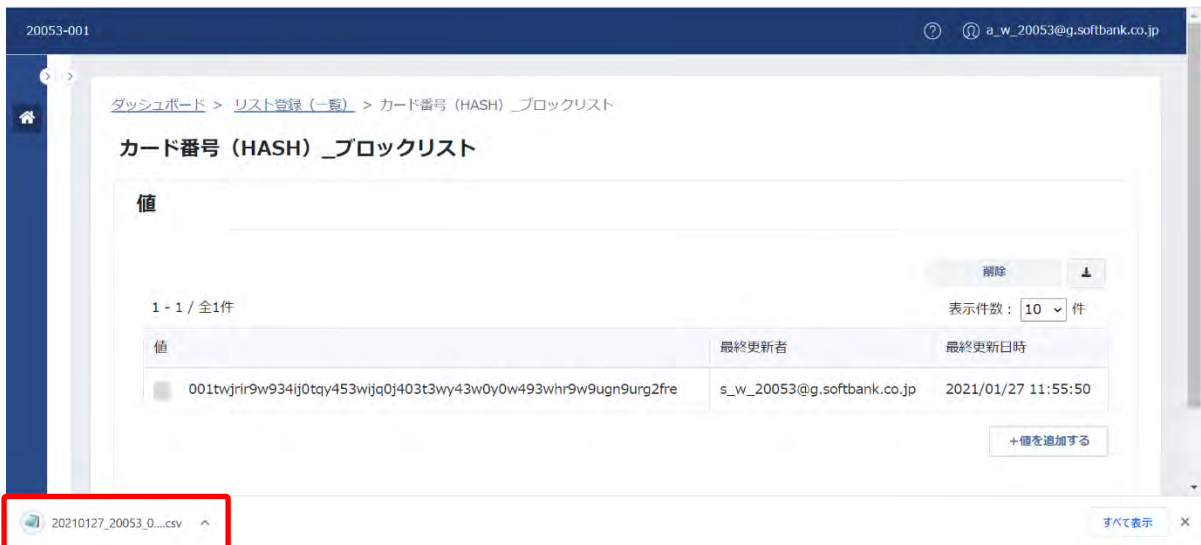 20053-001
a_w_20053@g.softbank.co.jp
ダッシュボード > リスト登録（一覧） > カード番号（HASH）_ブロックリスト
カード番号（HASH）_ブロックリスト
値
削除
1 - 1 / 全1件
表示件数： 10 件
値 最終更新者 最終更新日時
001twjrir9w934ij0tqy453wijq0j403t3wy43w0y0w493whr9w9ugn9urg2fre s_w_20053@g.softbank.co.jp 2021/01/27 11:55:50
+値を追加する
20210127_20053_0....csv すべて表示